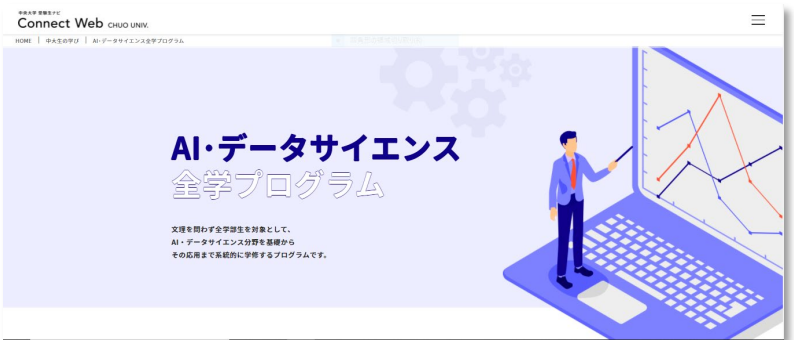 中央大学 受験生ナビ
Connect Web CHUO UNIV.
HOME | 中大生の学び | AI・データサイエンス全学プログラム
AI・データサイエンス
全学プログラム
文理を問わず全学部生を対象として、
AI・データサイエンス分野を基礎から
その応用まで系統的に学修するプログラムです。